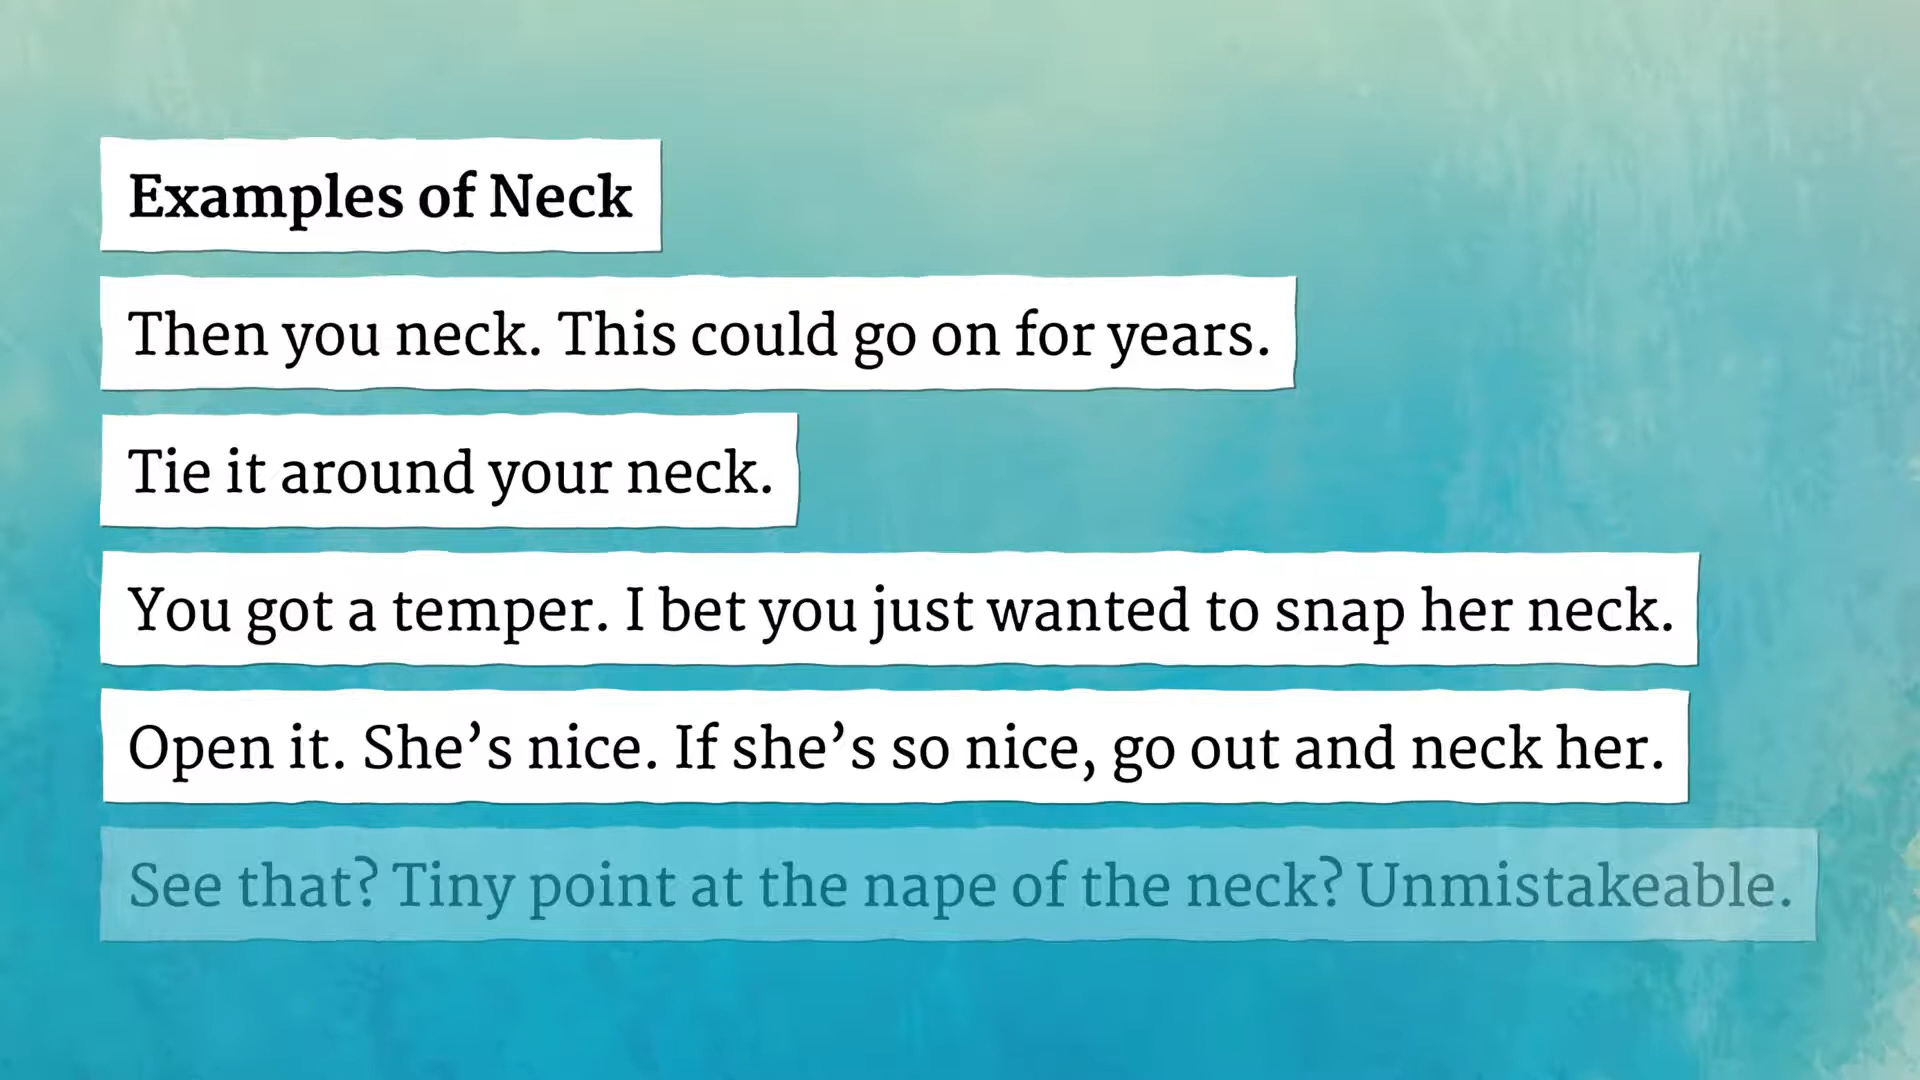 Examples of Neck
Then you neck. This could go on for years.
Tie it around your neck.
You got a temper. I bet you just wanted to snap her neck.
Open it. She’s nice. If she’s so nice, go out and neck her.
See that? Tiny point at the nape of the neck? Unmistakeable.